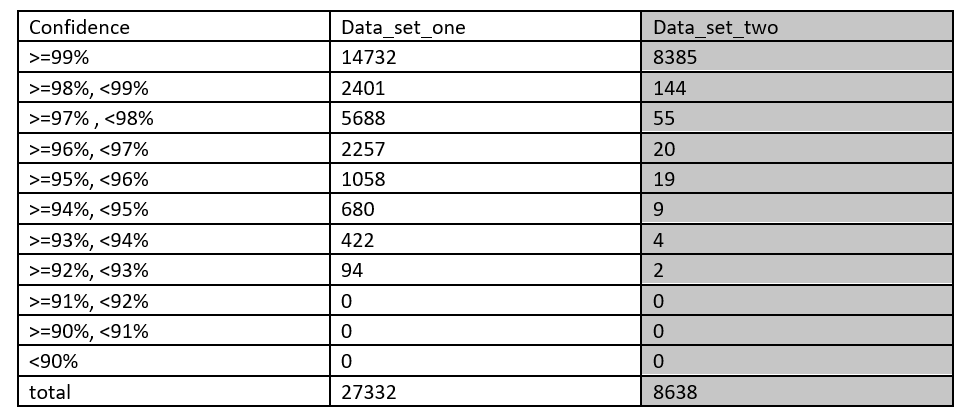 Confidence Data_set_one Data_set_two
>=99% 14732 8385
>=98%, <99% 2401 144
>=97% , <98% 5688 55
>=96%, <97% 2257 20
>=95%, <96% 1058 19
>=94%, <95% 680 9
>=93%, <94% 422 4
>=92%, <93% 94 2
>=91%, <92% 0 0
>=90%, <91% 0 0
<90% 0 0
total 27332 8638